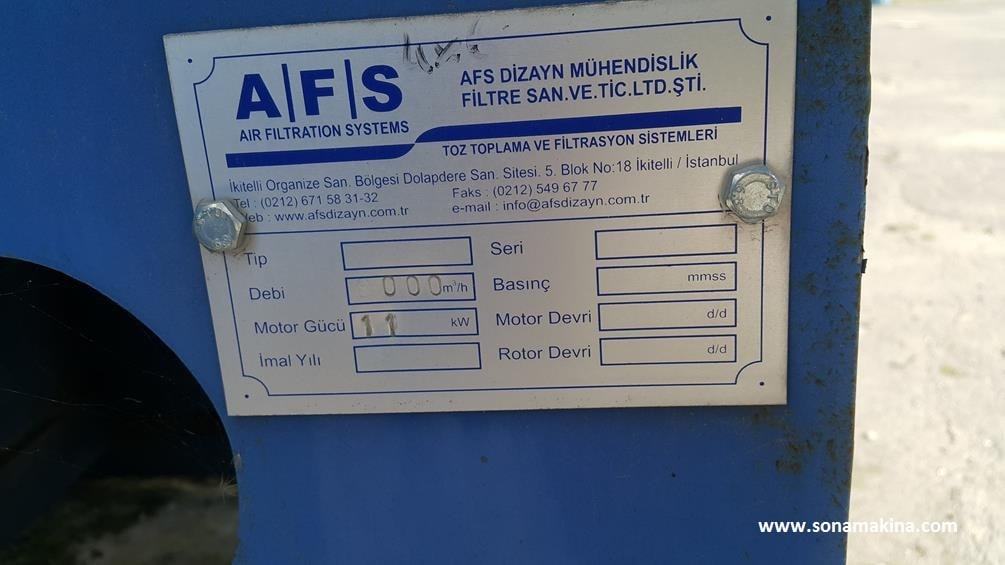 A|F|S
AIR FILTRATION SYSTEMS
AFS DİZAYN MÜHENDİSLİK
FİLTRE SAN.VE.TİC.LTD.ŞTİ.
TOZ TOPLAMA VE FİLTRASYON SİSTEMLERİ
İkitelli Organize San. Bölgesi Dolapdere San. Sitesi. 5. Blok No:18 İkitelli / İstanbul
Tel : (0212) 671 58 31-32 Faks : (0212) 549 67 77
Web : www.afsdizayn.com.tr e-mail : info@afsdizayn.com.tr
Tip Seri
Debi 000 m³/h Basınç mmss
Motor Gücü 11 kW Motor Devri d/d
İmal Yılı Rotor Devri d/d
www.sonamakina.com